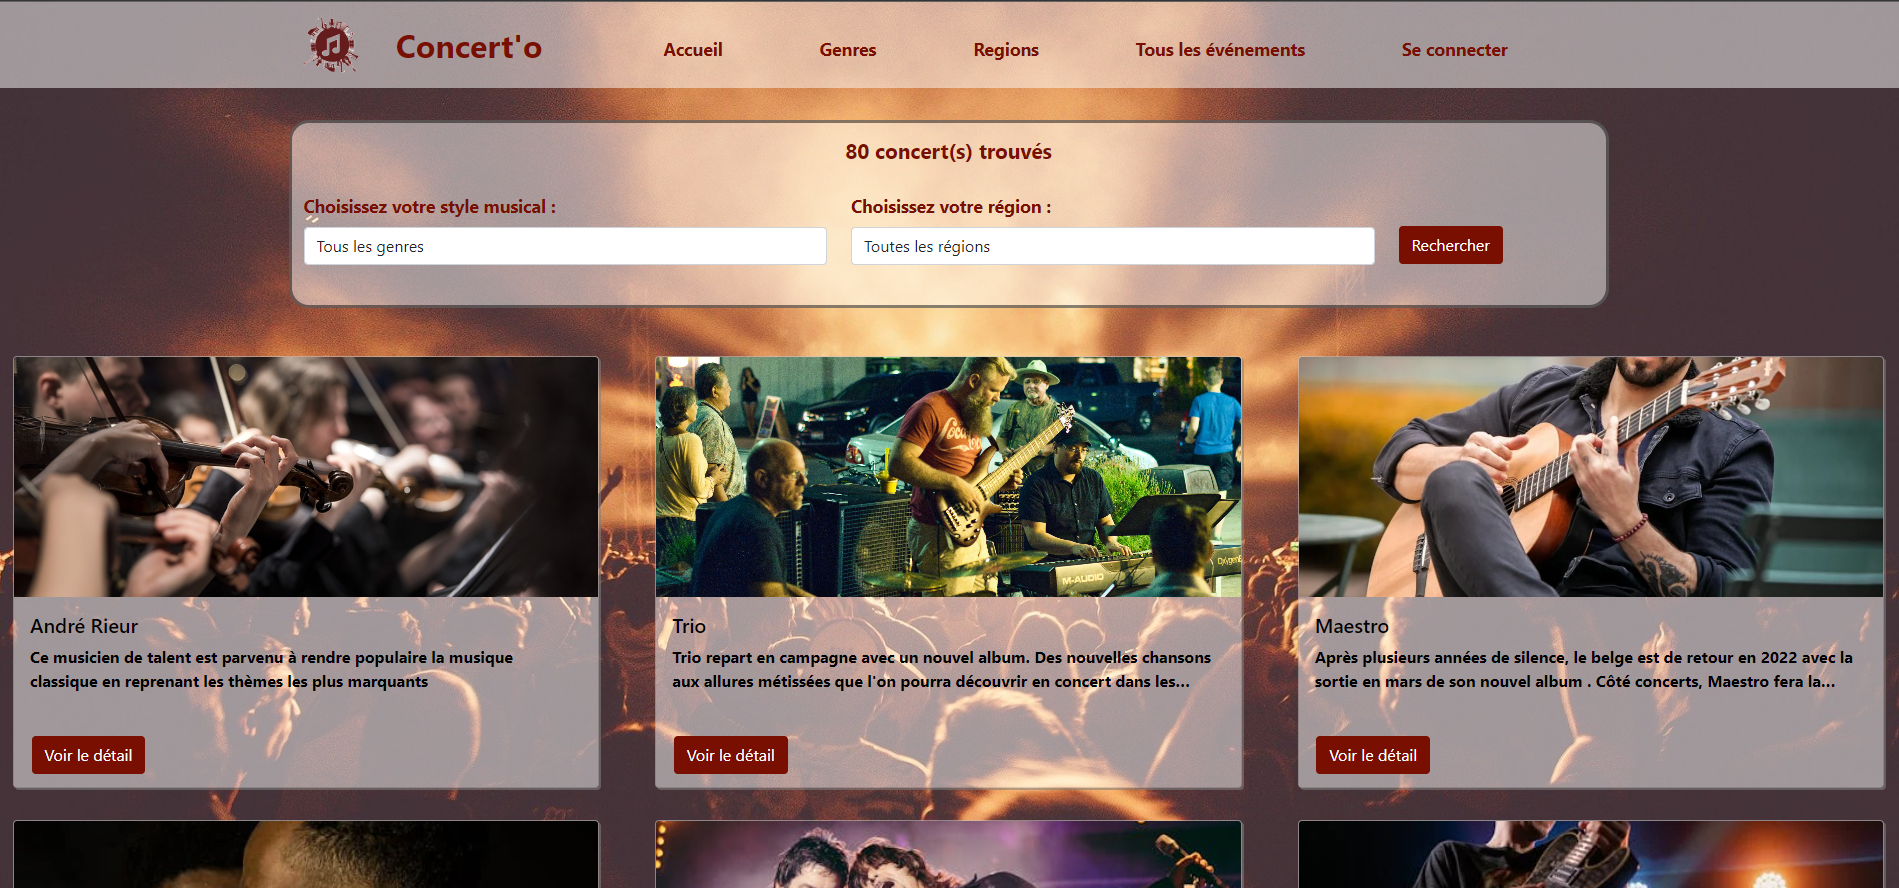 Concert'o
Accueil
Genres
Regions
Tous les événements
Se connecter
80 concert(s) trouvés
Choisissez votre style musical :
Choisissez votre région :
Tous les genres
Toutes les régions
Rechercher
André Rieur
Ce musicien de talent est parvenu à rendre populaire la musique
classique en reprenant les thèmes les plus marquants
Voir le détail
M-AUDIO
Trio
Trio repart en campagne avec un nouvel album. Des nouvelles chansons
aux allures métissées que l'on pourra découvrir en concert dans les...
Voir le détail
Maestro
Après plusieurs années de silence, le belge est de retour en 2022 avec la
sortie en mars de son nouvel album . Côté concerts, Maestro fera la...
Voir le détail